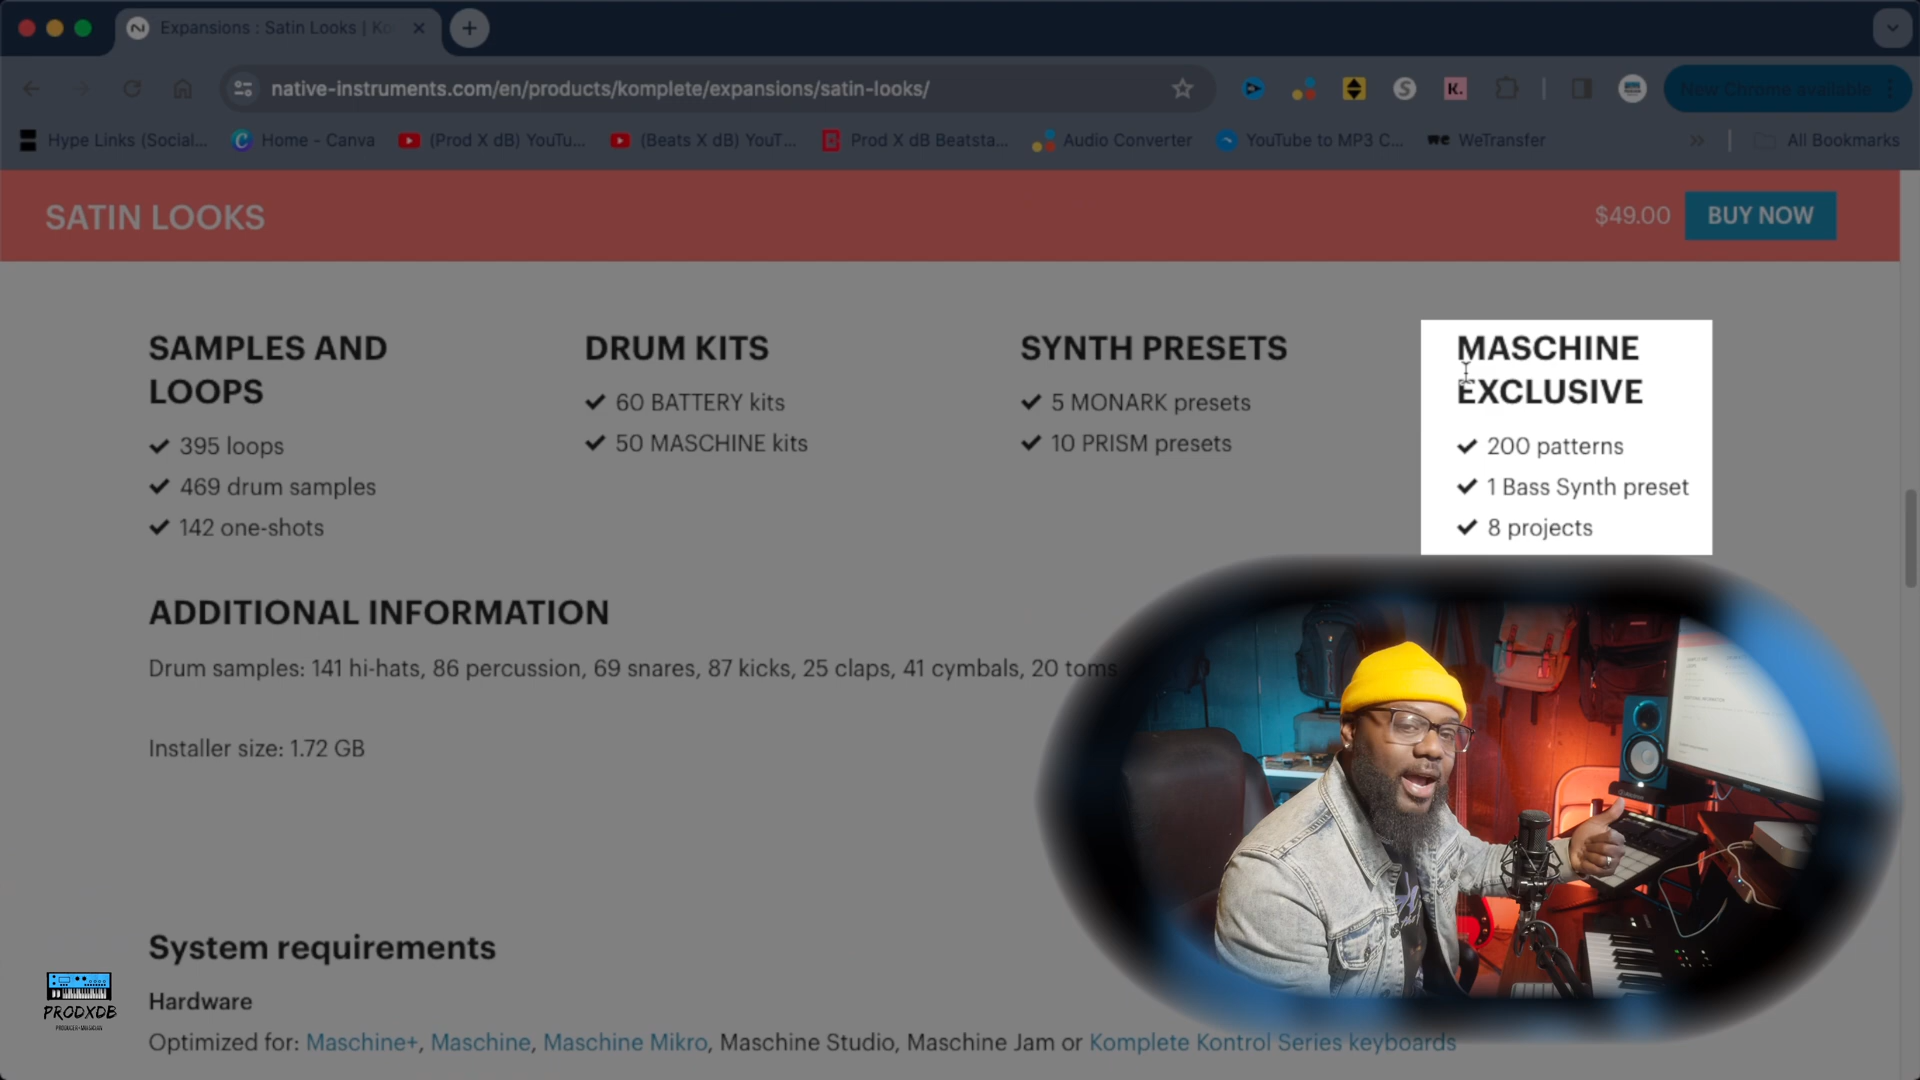 Expansions : Satin Looks | Ko
native-instruments.com/en/products/komplete/expansions/satin-looks/
K.
New Chrome available
Hype Links (Social...
Home - Canva
(Prod X dB) YouTu...
(Beats X dB) YouT...
Prod X dB Beatsta...
Audio Converter
YouTube to MP3 C...
we WeTransfer
All Bookmarks
SATIN LOOKS
$49.00
BUY NOW
SAMPLES AND
LOOPS
395 loops
469 drum samples
142 one-shots
DRUM KITS
60 BATTERY kits
50 MASCHINE kits
SYNTH PRESETS
5 MONARK presets
10 PRISM presets
MASCHINE
EXCLUSIVE
200 patterns
1 Bass Synth preset
8 projects
ADDITIONAL INFORMATION
Drum samples: 141 hi-hats, 86 percussion, 69 snares, 87 kicks, 25 claps, 41 cymbals, 20 toms
Installer size: 1.72 GB
System requirements
Hardware
Optimized for: Maschine+, Maschine, Maschine Mikro, Maschine Studio, Maschine Jam or Komplete Kontrol Series keyboards
PRODXDB